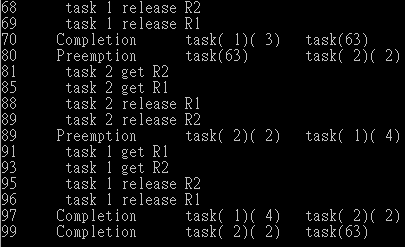 68 task 1 release R2
69 task 1 release R1
70 Completion task( 1)( 3) task(63)
80 Preemption task(63) task( 2)( 2)
81 task 2 get R2
85 task 2 get R1
88 task 2 release R1
89 task 2 release R2
89 Preemption task( 2)( 2) task( 1)( 4)
91 task 1 get R1
93 task 1 get R2
95 task 1 release R2
96 task 1 release R1
97 Completion task( 1)( 4) task( 2)( 2)
99 Completion task( 2)( 2) task(63)